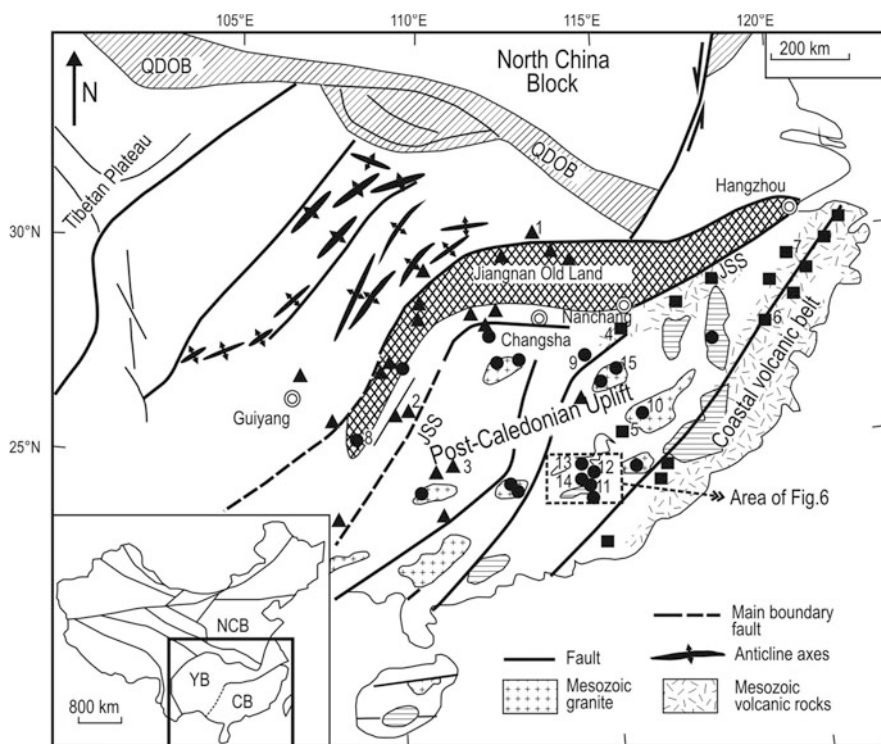 105°E
110°E
115°E
120°E
200 km
QDOB
North China
Block
N
QDOB
Tibetan Plateau
Hangzhou
30°N
1
7
JSS
Jiangnan Old Land
Nanchang
4
6
Changsha
9
15
Coastal volcanic belt
Guiyang
2
10
Post-Caledonian Uplift
JSS
8
5
25°N
3
13
12
14
11
Area of Fig.6
NCB
YB
CB
800 km
Main boundary
fault
Fault
Anticline axes
Mesozoic
granite
Mesozoic
volcanic rocks